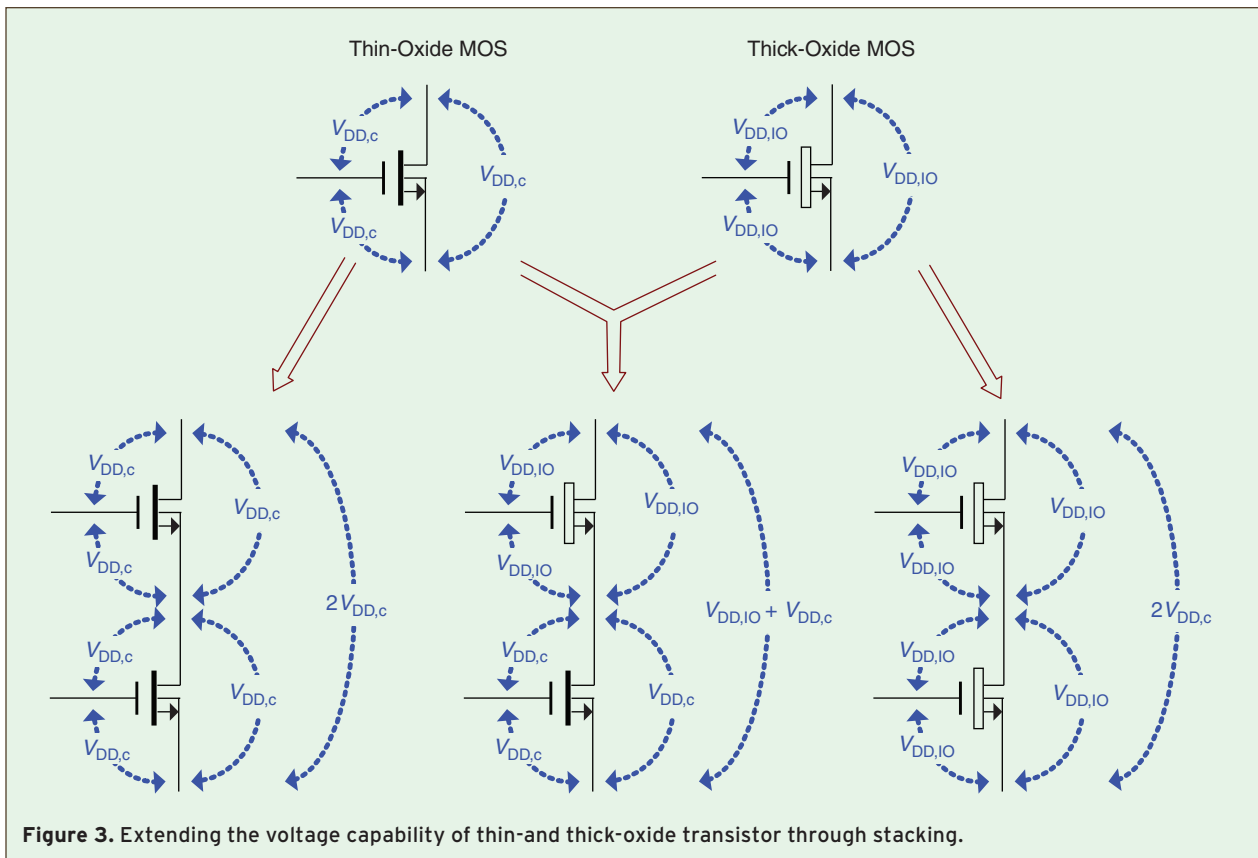 Thin-Oxide MOS
Thick-Oxide MOS
VDD,c
VDD,c
VDD,c
VDD,IO
VDD,IO
VDD,IO
VDD,c
VDD,c
VDD,c
2VDD,c
VDD,c
VDD,c
VDD,c
VDD,IO
VDD,IO
VDD,IO
VDD,IO + VDD,c
VDD,c
VDD,c
VDD,c
VDD,IO
VDD,IO
VDD,IO
2VDD,c
VDD,IO
VDD,IO
VDD,IO
Figure 3. Extending the voltage capability of thin-and thick-oxide transistor through stacking.